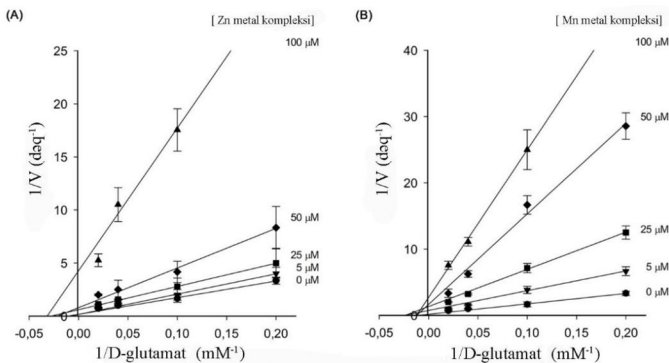 (A)
[ Zn metal kompleksi]
100 µM
25
20
15
10
5
0
1/V (dəq-1)
50 µM
25 µM
5 µM
0 µM
-0,05
0,00
0,05
0,10
0,15
0,20
1/D-glutamat (mM-1)
(B)
[ Mn metal kompleksi]
100 µM
40
30
20
10
0
1/V (dəq-1)
50 µM
25 µM
5 µM
0 µM
-0,05
0,00
0,05
0,10
0,15
0,20
1/D-glutamat (mM-1)